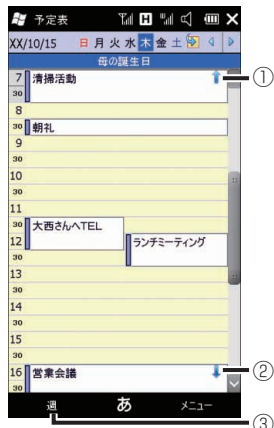 予定表
XX/10/15 日 月 火 水 木 金 土
母の誕生日
7 清掃活動 ①
30
8
30 朝礼
9
30
10
30
11
30 大西さんへTEL
12 ランチミーティング
30
13
30
14
30
15
30
16 営業会議 ②
30
週 あ メニュー
③